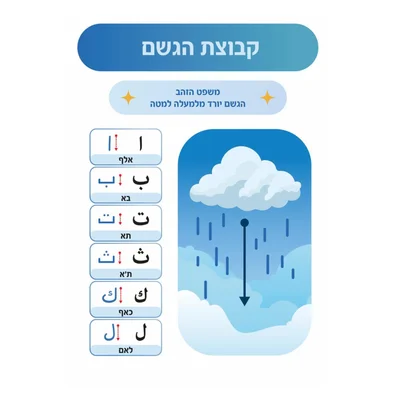 קבוצת הגשם
משפט הזהב
הגשם יורד מלמעלה למטה
ا ا
אלף
ب ب
בא
ت ت
תא
ث ث
ת'א
ك ك
כאף
ل ل
לאם